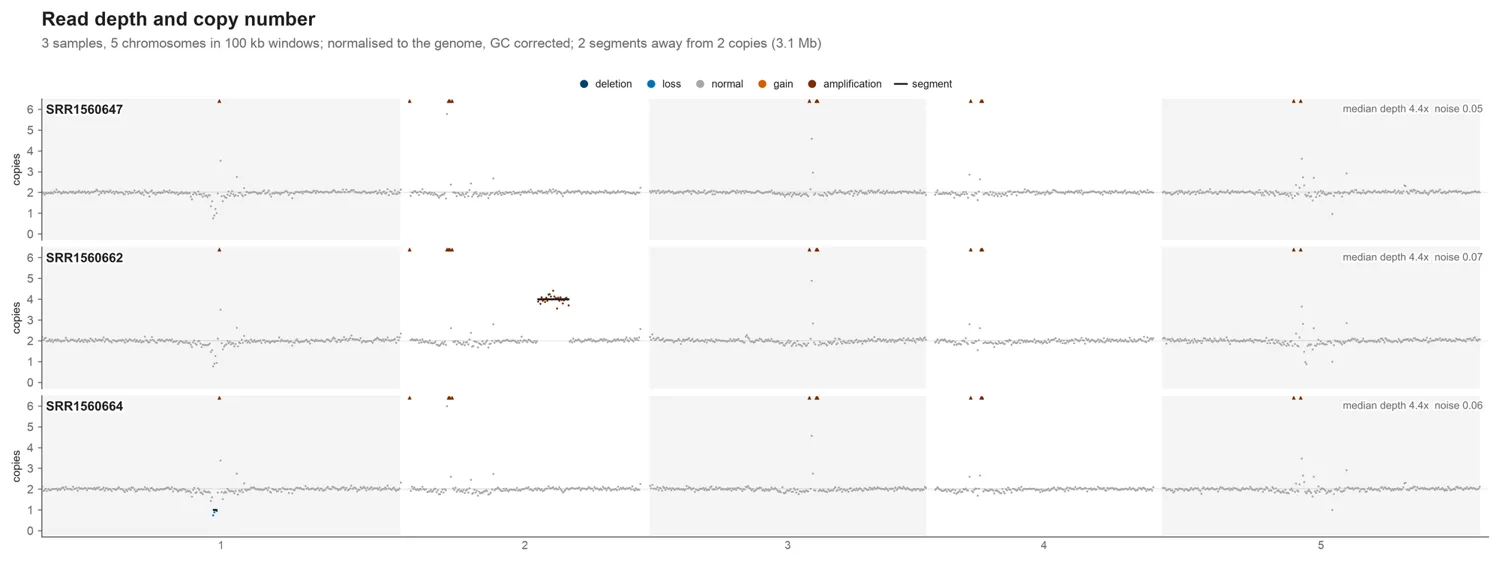 Read depth and copy number
3 samples, 5 chromosomes in 100 kb windows; normalised to the genome, GC corrected; 2 segments away from 2 copies (3.1 Mb)
deletion loss normal gain amplification segment
SRR1560647 median depth 4.4x noise 0.05
copies
6
5
4
3
2
1
0
SRR1560662 median depth 4.4x noise 0.07
copies
6
5
4
3
2
1
0
SRR1560664 median depth 4.4x noise 0.06
copies
6
5
4
3
2
1
0
1 2 3 4 5